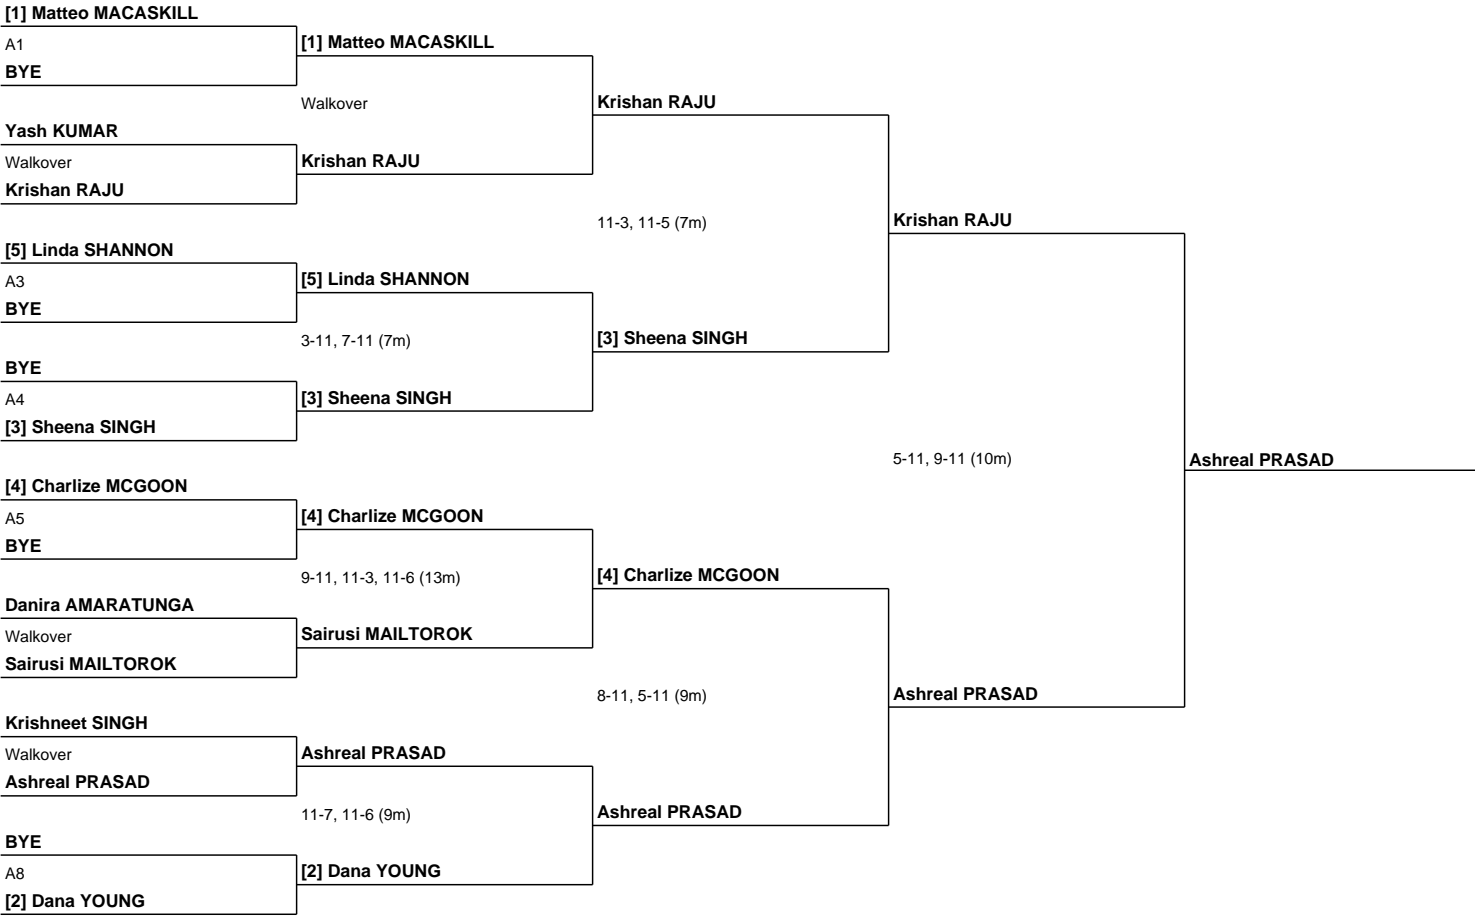 [1] Matteo MACASKILL
A1
BYE
Yash KUMAR
Walkover
Krishan RAJU
[5] Linda SHANNON
A3
BYE
BYE
A4
[3] Sheena SINGH
[4] Charlize MCGOON
A5
BYE
Danira AMARATUNGA
Walkover
Sairusi MAILTOROK
Krishneet SINGH
Walkover
Ashreal PRASAD
BYE
A8
[2] Dana YOUNG
[1] Matteo MACASKILL
Walkover
Krishan RAJU
[5] Linda SHANNON
3-11, 7-11 (7m)
[3] Sheena SINGH
[4] Charlize MCGOON
9-11, 11-3, 11-6 (13m)
Sairusi MAILTOROK
Ashreal PRASAD
11-7, 11-6 (9m)
[2] Dana YOUNG
Krishan RAJU
11-3, 11-5 (7m)
[3] Sheena SINGH
[4] Charlize MCGOON
8-11, 5-11 (9m)
Ashreal PRASAD
Krishan RAJU
5-11, 9-11 (10m)
Ashreal PRASAD
Ashreal PRASAD